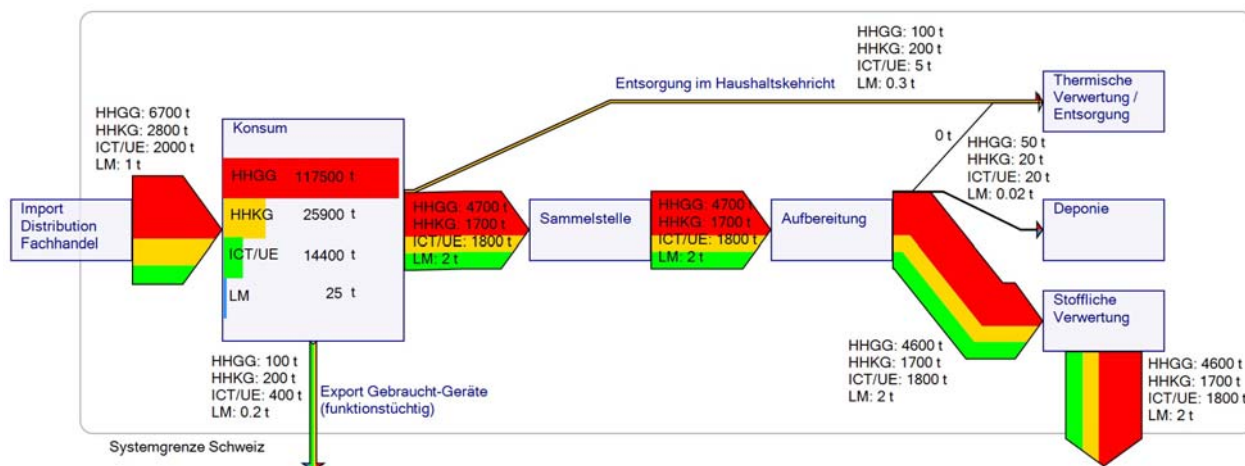 HHGG: 100 t
HHKG: 200 t
ICT/UE: 5 t
LM: 0.3 t
Entsorgung im Haushaltskehricht
Thermische
Verwertung /
Entsorgung
HHGG: 6700 t
HHKG: 2800 t
ICT/UE: 2000 t
LM: 1 t
Konsum
HHGG 117500 t
HHKG 25900 t
ICT/UE 14400 t
LM 25 t
0 t
HHGG: 50 t
HHKG: 20 t
ICT/UE: 20 t
LM: 0.02 t
Import
Distribution
Fachhandel
HHGG: 4700 t
HHKG: 1700 t
ICT/UE: 1800 t
LM: 2 t
Sammelstelle
HHGG: 4700 t
HHKG: 1700 t
ICT/UE: 1800 t
LM: 2 t
Aufbereitung
Deponie
Stoffliche
Verwertung
HHGG: 4600 t
HHKG: 1700 t
ICT/UE: 1800 t
LM: 2 t
HHGG: 100 t
HHKG: 200 t
ICT/UE: 400 t
LM: 0.2 t
Export Gebraucht-Geräte
(funktionstüchtig)
HHGG: 4600 t
HHKG: 1700 t
ICT/UE: 1800 t
LM: 2 t
Systemgrenze Schweiz